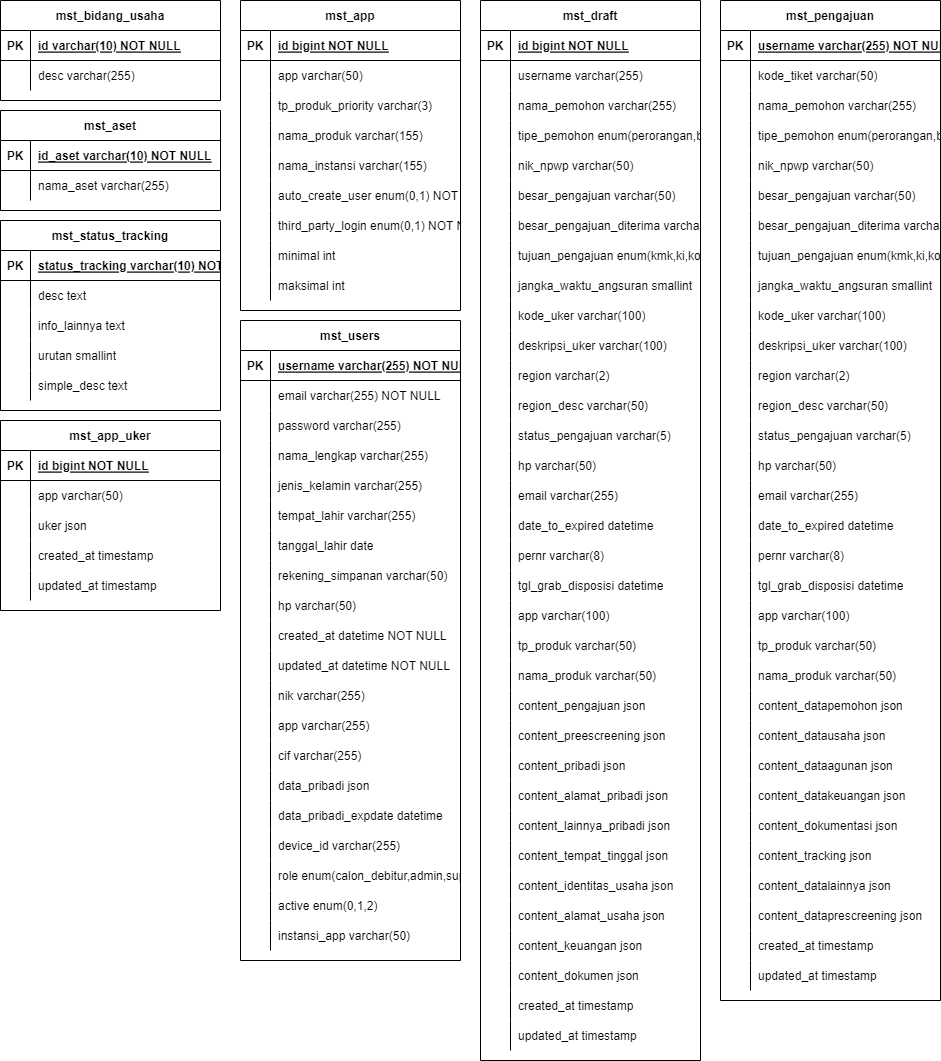 mst_bidang_usaha
PK id varchar(10) NOT NULL
desc varchar(255)
mst_aset
PK id_aset varchar(10) NOT NULL
nama_aset varchar(255)
mst_status_tracking
PK status_tracking varchar(10) NOT
desc text
info_lainnya text
urutan smallint
simple_desc text
mst_app_uker
PK id bigint NOT NULL
app varchar(50)
uker json
created_at timestamp
updated_at timestamp
mst_app
PK id bigint NOT NULL
app varchar(50)
tp_produk_priority varchar(3)
nama_produk varchar(155)
nama_instansi varchar(155)
auto_create_user enum(0,1) NOT
third_party_login enum(0,1) NOT
minimal int
maksimal int
mst_users
PK username varchar(255) NOT NU
email varchar(255) NOT NULL
password varchar(255)
nama_lengkap varchar(255)
jenis_kelamin varchar(255)
tempat_lahir varchar(255)
tanggal_lahir date
rekening_simpanan varchar(50)
hp varchar(50)
created_at datetime NOT NULL
updated_at datetime NOT NULL
nik varchar(255)
app varchar(255)
cif varchar(255)
data_pribadi json
data_pribadi_expdate datetime
device_id varchar(255)
role enum(calon_debitur,admin,su
active enum(0,1,2)
instansi_app varchar(50)
mst_draft
PK id bigint NOT NULL
username varchar(255)
nama_pemohon varchar(255)
tipe_pemohon enum(perorangan,b
nik_npwp varchar(50)
besar_pengajuan varchar(50)
besar_pengajuan_diterima varcha
tujuan_pengajuan enum(kmk,ki,ko
jangka_waktu_angsuran smallint
kode_uker varchar(100)
deskripsi_uker varchar(100)
region varchar(2)
region_desc varchar(50)
status_pengajuan varchar(5)
hp varchar(50)
email varchar(255)
date_to_expired datetime
pernr varchar(8)
tgl_grab_disposisi datetime
app varchar(100)
tp_produk varchar(50)
nama_produk varchar(50)
content_pengajuan json
content_preescreening json
content_pribadi json
content_alamat_pribadi json
content_lainnya_pribadi json
content_tempat_tinggal json
content_identitas_usaha json
content_alamat_usaha json
content_keuangan json
content_dokumen json
created_at timestamp
updated_at timestamp
mst_pengajuan
PK username varchar(255) NOT NU
kode_tiket varchar(50)
nama_pemohon varchar(255)
tipe_pemohon enum(perorangan,b
nik_npwp varchar(50)
besar_pengajuan varchar(50)
besar_pengajuan_diterima varcha
tujuan_pengajuan enum(kmk,ki,ko
jangka_waktu_angsuran smallint
kode_uker varchar(100)
deskripsi_uker varchar(100)
region varchar(2)
region_desc varchar(50)
status_pengajuan varchar(5)
hp varchar(50)
email varchar(255)
date_to_expired datetime
pernr varchar(8)
tgl_grab_disposisi datetime
app varchar(100)
tp_produk varchar(50)
nama_produk varchar(50)
content_datapemohon json
content_datausaha json
content_dataagunan json
content_datakeuangan json
content_dokumentasi json
content_tracking json
content_datalainnya json
content_dataprescreening json
created_at timestamp
updated_at timestamp